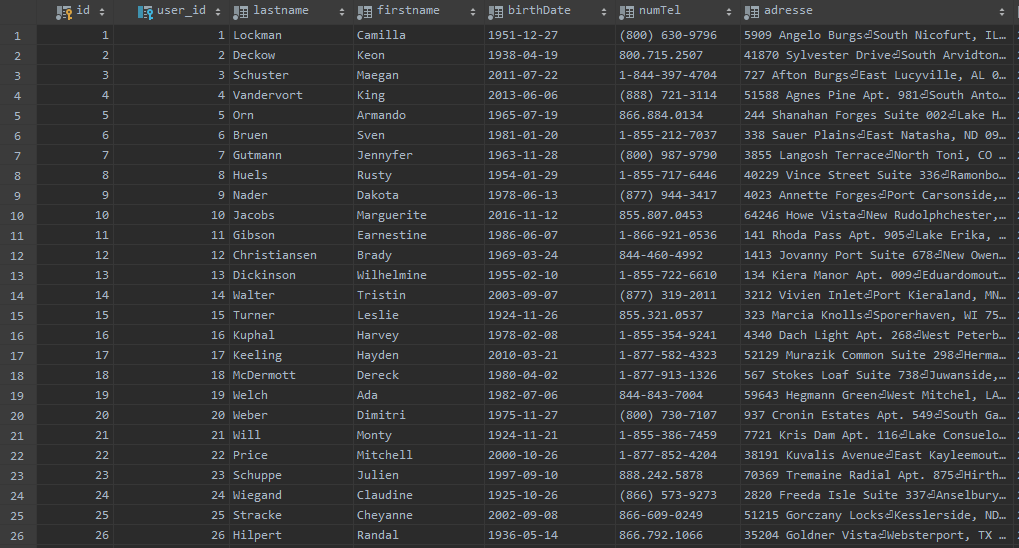 id user_id lastname firstname birthDate numTel adresse
1 1 1 Lockman Camilla 1951-12-27 (800) 630-9796 5909 Angelo Burgs⏎South Nicofurt, IL…
2 2 2 Deckow Keon 1938-04-19 800.715.2507 41870 Sylvester Drive⏎South Arvidton…
3 3 3 Schuster Maegan 2011-07-22 1-844-397-4704 727 Afton Burgs⏎East Lucyville, AL 0…
4 4 4 Vandervort King 2013-06-06 (888) 721-3114 51588 Agnes Pine Apt. 981⏎South Anto…
5 5 5 Orn Armando 1965-07-19 866.884.0134 244 Shanahan Forges Suite 002⏎Lake H…
6 6 6 Bruen Sven 1981-01-20 1-855-212-7037 338 Sauer Plains⏎East Natasha, ND 09…
7 7 7 Gutmann Jennyfer 1963-11-28 (800) 987-9790 3855 Langosh Terrace⏎North Toni, CO …
8 8 8 Huels Rusty 1954-01-29 1-855-717-6446 40229 Vince Street Suite 336⏎Ramonbo…
9 9 9 Nader Dakota 1978-06-13 (877) 944-3417 4023 Annette Forges⏎Port Carsonside,…
10 10 10 Jacobs Marguerite 2016-11-12 855.807.0453 64246 Howe Vista⏎New Rudolphchester,…
11 11 11 Gibson Earnestine 1986-06-07 1-866-921-0536 141 Rhoda Pass Apt. 905⏎Lake Erika, …
12 12 12 Christiansen Brady 1969-03-24 844-460-4992 1413 Jovanny Port Suite 678⏎New Owen…
13 13 13 Dickinson Wilhelmine 1955-02-10 1-855-722-6610 134 Kiera Manor Apt. 009⏎Eduardomout…
14 14 14 Walter Tristin 2003-09-07 (877) 319-2011 3212 Vivien Inlet⏎Port Kieraland, MN…
15 15 15 Turner Leslie 1924-11-26 855.321.0537 323 Marcia Knolls⏎Sporerhaven, WI 75…
16 16 16 Kuphal Harvey 1978-02-08 1-855-354-9241 4340 Dach Light Apt. 268⏎West Peterb…
17 17 17 Keeling Hayden 2010-03-21 1-877-582-4323 52129 Murazik Common Suite 298⏎Herma…
18 18 18 McDermott Dereck 1980-04-02 1-877-913-1326 567 Stokes Loaf Suite 738⏎Juwanside,…
19 19 19 Welch Ada 1982-07-06 844-843-7004 59643 Hegmann Green⏎West Mitchel, LA…
20 20 20 Weber Dimitri 1975-11-27 (800) 730-7107 937 Cronin Estates Apt. 549⏎South Ga…
21 21 21 Will Monty 1924-11-21 1-855-386-7459 7721 Kris Dam Apt. 116⏎Lake Consuelo…
22 22 22 Price Mitchell 2000-10-26 1-877-852-4204 38191 Kuvalis Avenue⏎East Kayleemout…
23 23 23 Schuppe Julien 1997-09-10 888.242.5878 70369 Tremaine Radial Apt. 875⏎Hirth…
24 24 24 Wiegand Claudine 1925-10-26 (866) 573-9273 2820 Freeda Isle Suite 337⏎Anselbury…
25 25 25 Stracke Cheyanne 2002-09-08 866-609-0249 51215 Gorczany Locks⏎Kesslerside, ND…
26 26 26 Hilpert Randal 1936-05-14 866.792.1066 35204 Goldner Vista⏎Websterport, TX …